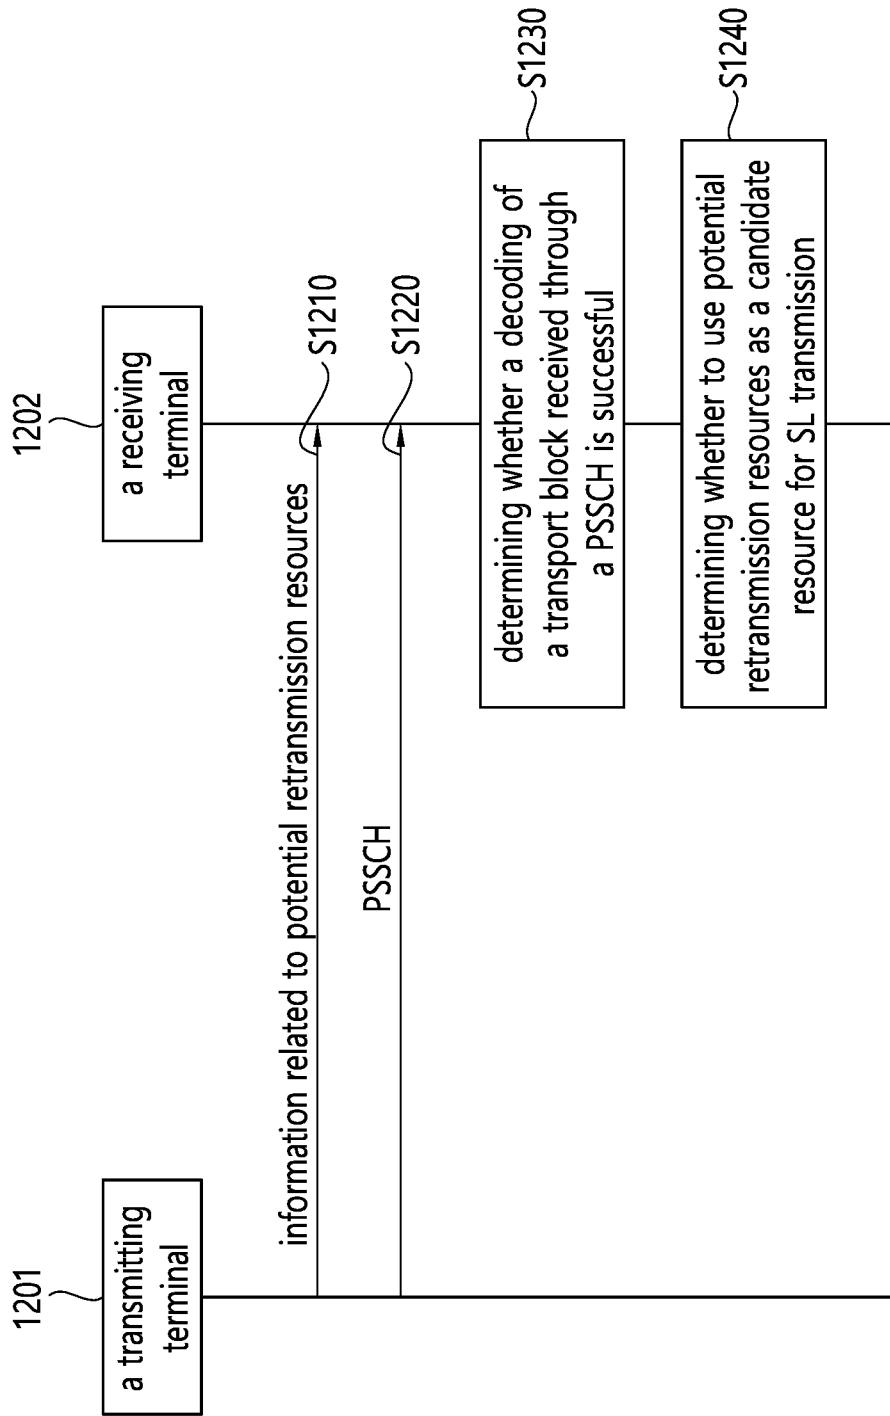 1201
1202
a transmitting
terminal
a receiving
terminal
information related to potential retransmission resources
S1210
PSSCH
S1220
determining whether a decoding of
a transport block received through
a PSSCH is successful
S1230
determining whether to use potential
retransmission resources as a candidate
resource for SL transmission
S1240